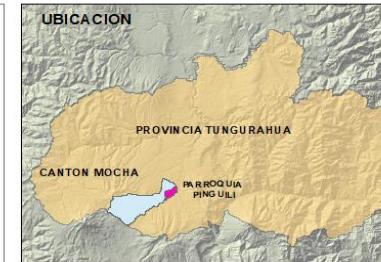 UBICACION
PROVINCIA TUNGURAHUA
CANTON MOCHA
PARROQUIA
PINGUILI